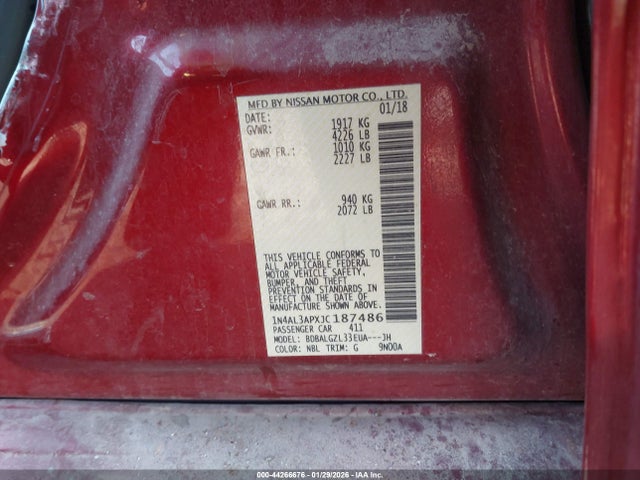 MFD BY NISSAN MOTOR CO., LTD.
DATE: 01/18
GVWR: 1917 KG
4226 LB
GAWR FR.: 1010 KG
2227 LB
GAWR RR.: 940 KG
2072 LB
THIS VEHICLE CONFORMS TO
ALL APPLICABLE FEDERAL
MOTOR VEHICLE SAFETY,
BUMPER, AND THEFT
PREVENTION STANDARDS IN
EFFECT ON THE DATE OF
MANUFACTURE SHOWN ABOVE.
1N4AL3APXJC187486
PASSENGER CAR 411
MODEL: BDBALGZL33EUA---JH
COLOR: NBL TRIM: G 9N00A
000-44266676 | 01/29/2026 | IAA